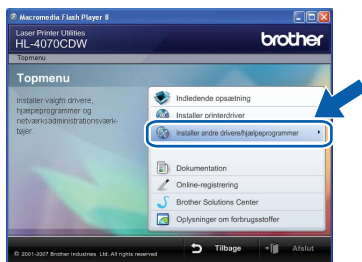 Macromedia Flash Player 8
Laser Printer Utilities
HL-4070CDW
brother
Topmenu
Topmenu
Installer valgfri drivere,
hjælpeprogrammer og
netværksadministrationsværk-
tøjer.
Indledende opsætning
Installer printerdriver
Installer andre drivere/hjælpeprogrammer
Dokumentation
Online-registrering
Brother Solutions Center
Oplysninger om forbrugsstoffer
© 2001-2007 Brother Industries Ltd. All rights reserved
Tilbage
Afslut